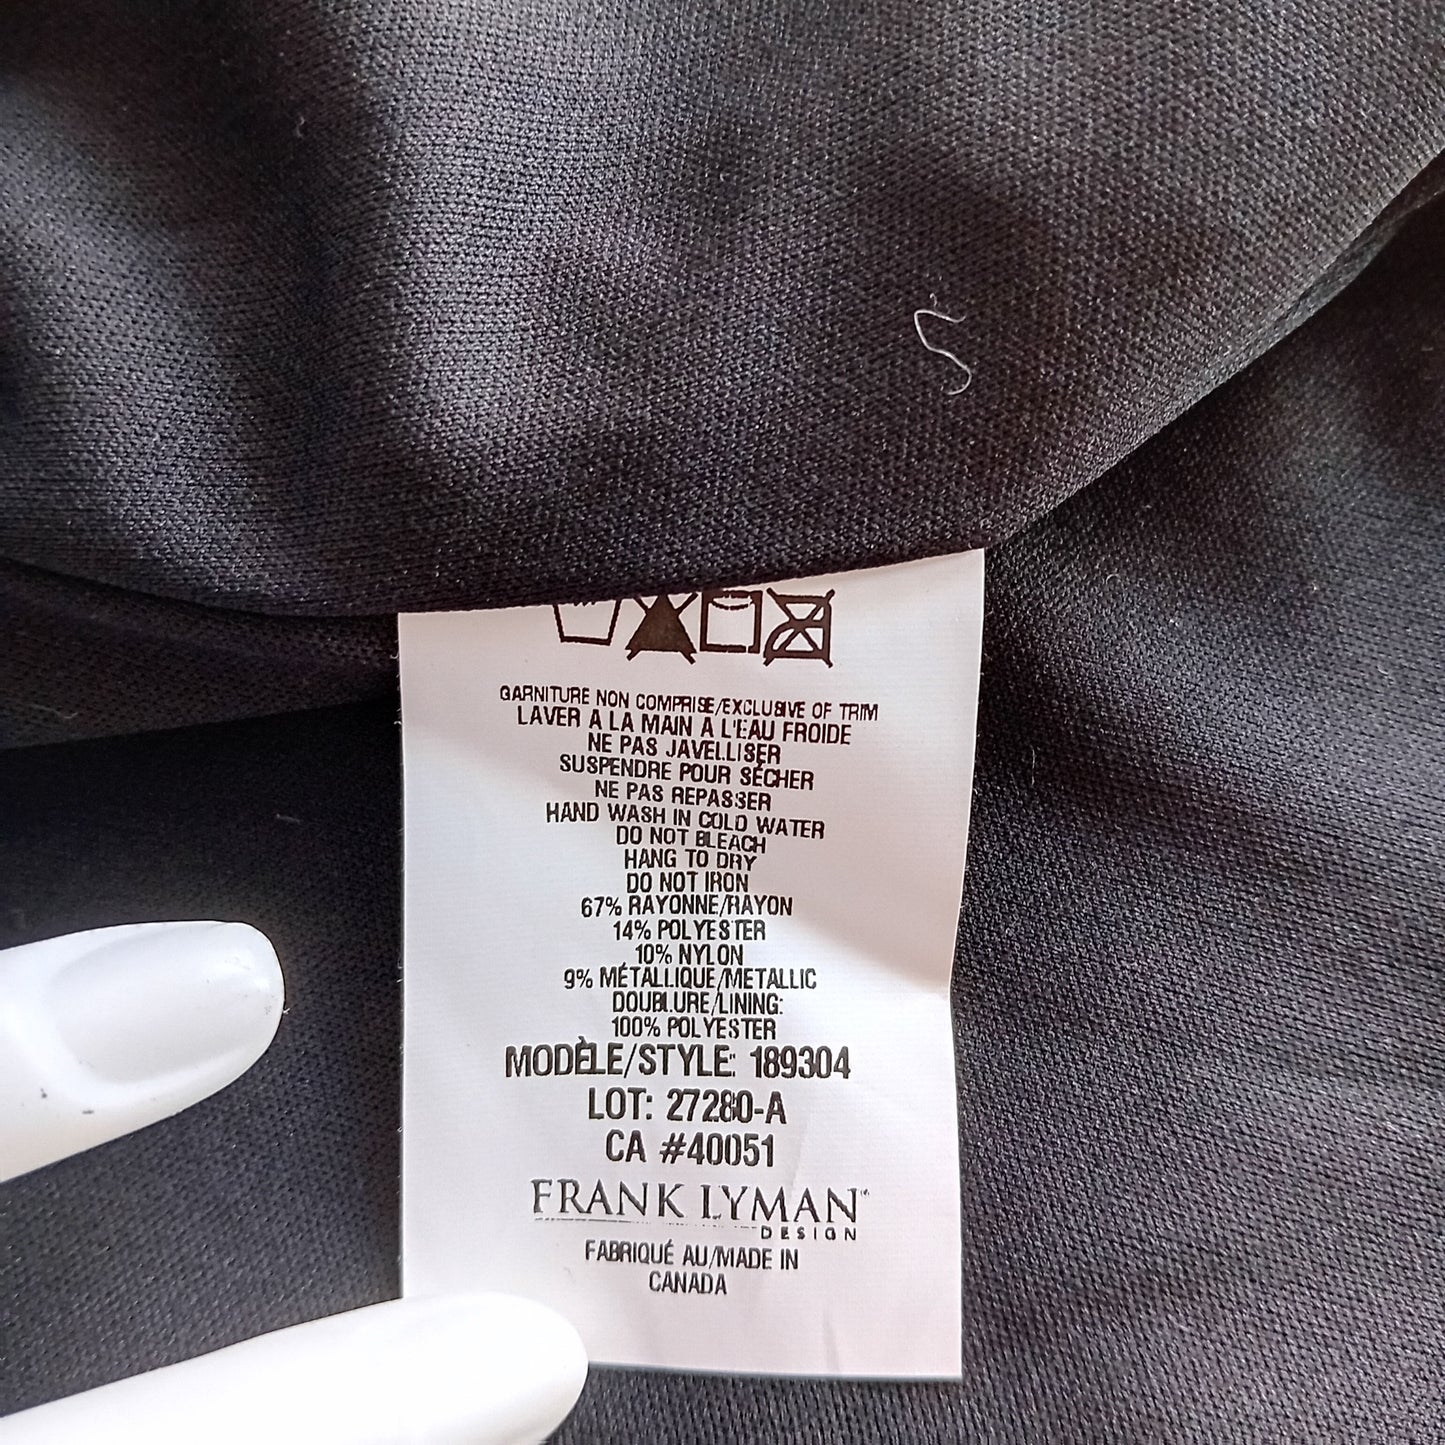 GARNITURE NON COMPRISE/EXCLUSIVE OF TRIM
LAVER A LA MAIN A L'EAU FROIDE
NE PAS JAVELLISER
SUSPENDRE POUR SÉCHER
NE PAS REPASSER
HAND WASH IN COLD WATER
DO NOT BLEACH
HANG TO DRY
DO NOT IRON
67% RAYONNE/RAYON
14% POLYESTER
10% NYLON
9% MÉTALLIQUE/METALLIC
DOUBLURE/LINING:
100% POLYESTER
MODÈLE/STYLE: 189304
LOT: 27280-A
CA #40051
FRANK LYMAN
DESIGN
FABRIQUÉ AU/MADE IN
CANADA